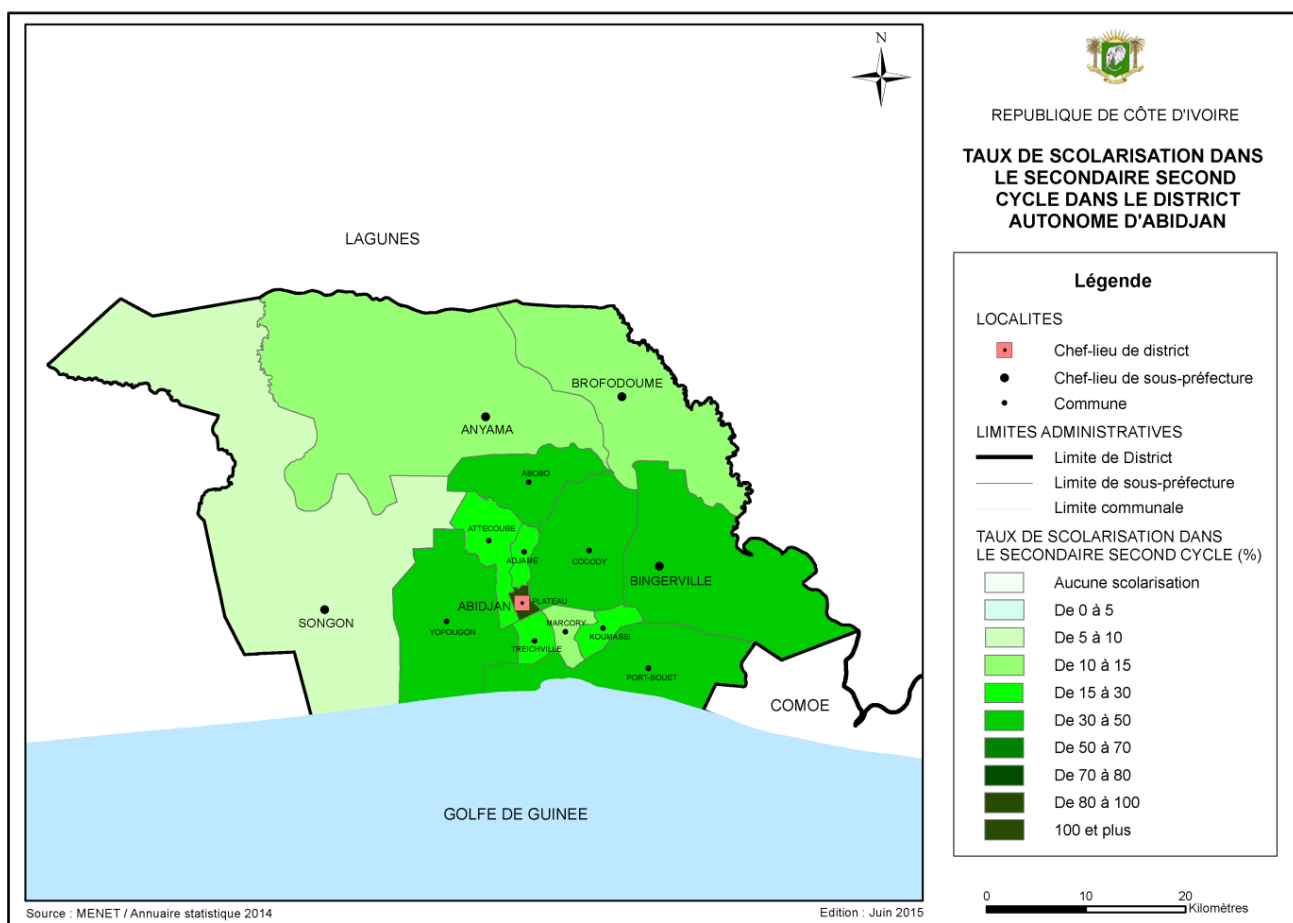 N
LAGUNES
BROFODOUME
ANYAMA
ABOBO
ATTECOUBE
ADJAME
COCODY
BINGERVILLE
ABIDJAN
PLATEAU
SONGON
YOPOUGON
MARCORY
KOUMASSI
TREICHVILLE
PORT-BOUET
COMOE
GOLFE DE GUINEE
Source : MENET / Annuaire statistique 2014
Edition : Juin 2015
REPUBLIQUE DE CÔTE D'IVOIRE
TAUX DE SCOLARISATION DANS
LE SECONDAIRE SECOND
CYCLE DANS LE DISTRICT
AUTONOME D'ABIDJAN
Légende
LOCALITES
Chef-lieu de district
Chef-lieu de sous-préfecture
Commune
LIMITES ADMINISTRATIVES
Limite de District
Limite de sous-préfecture
Limite communale
TAUX DE SCOLARISATION DANS
LE SECONDAIRE SECOND CYCLE (%)
Aucune scolarisation
De 0 à 5
De 5 à 10
De 10 à 15
De 15 à 30
De 30 à 50
De 50 à 70
De 70 à 80
De 80 à 100
100 et plus
0 10 20
Kilomètres